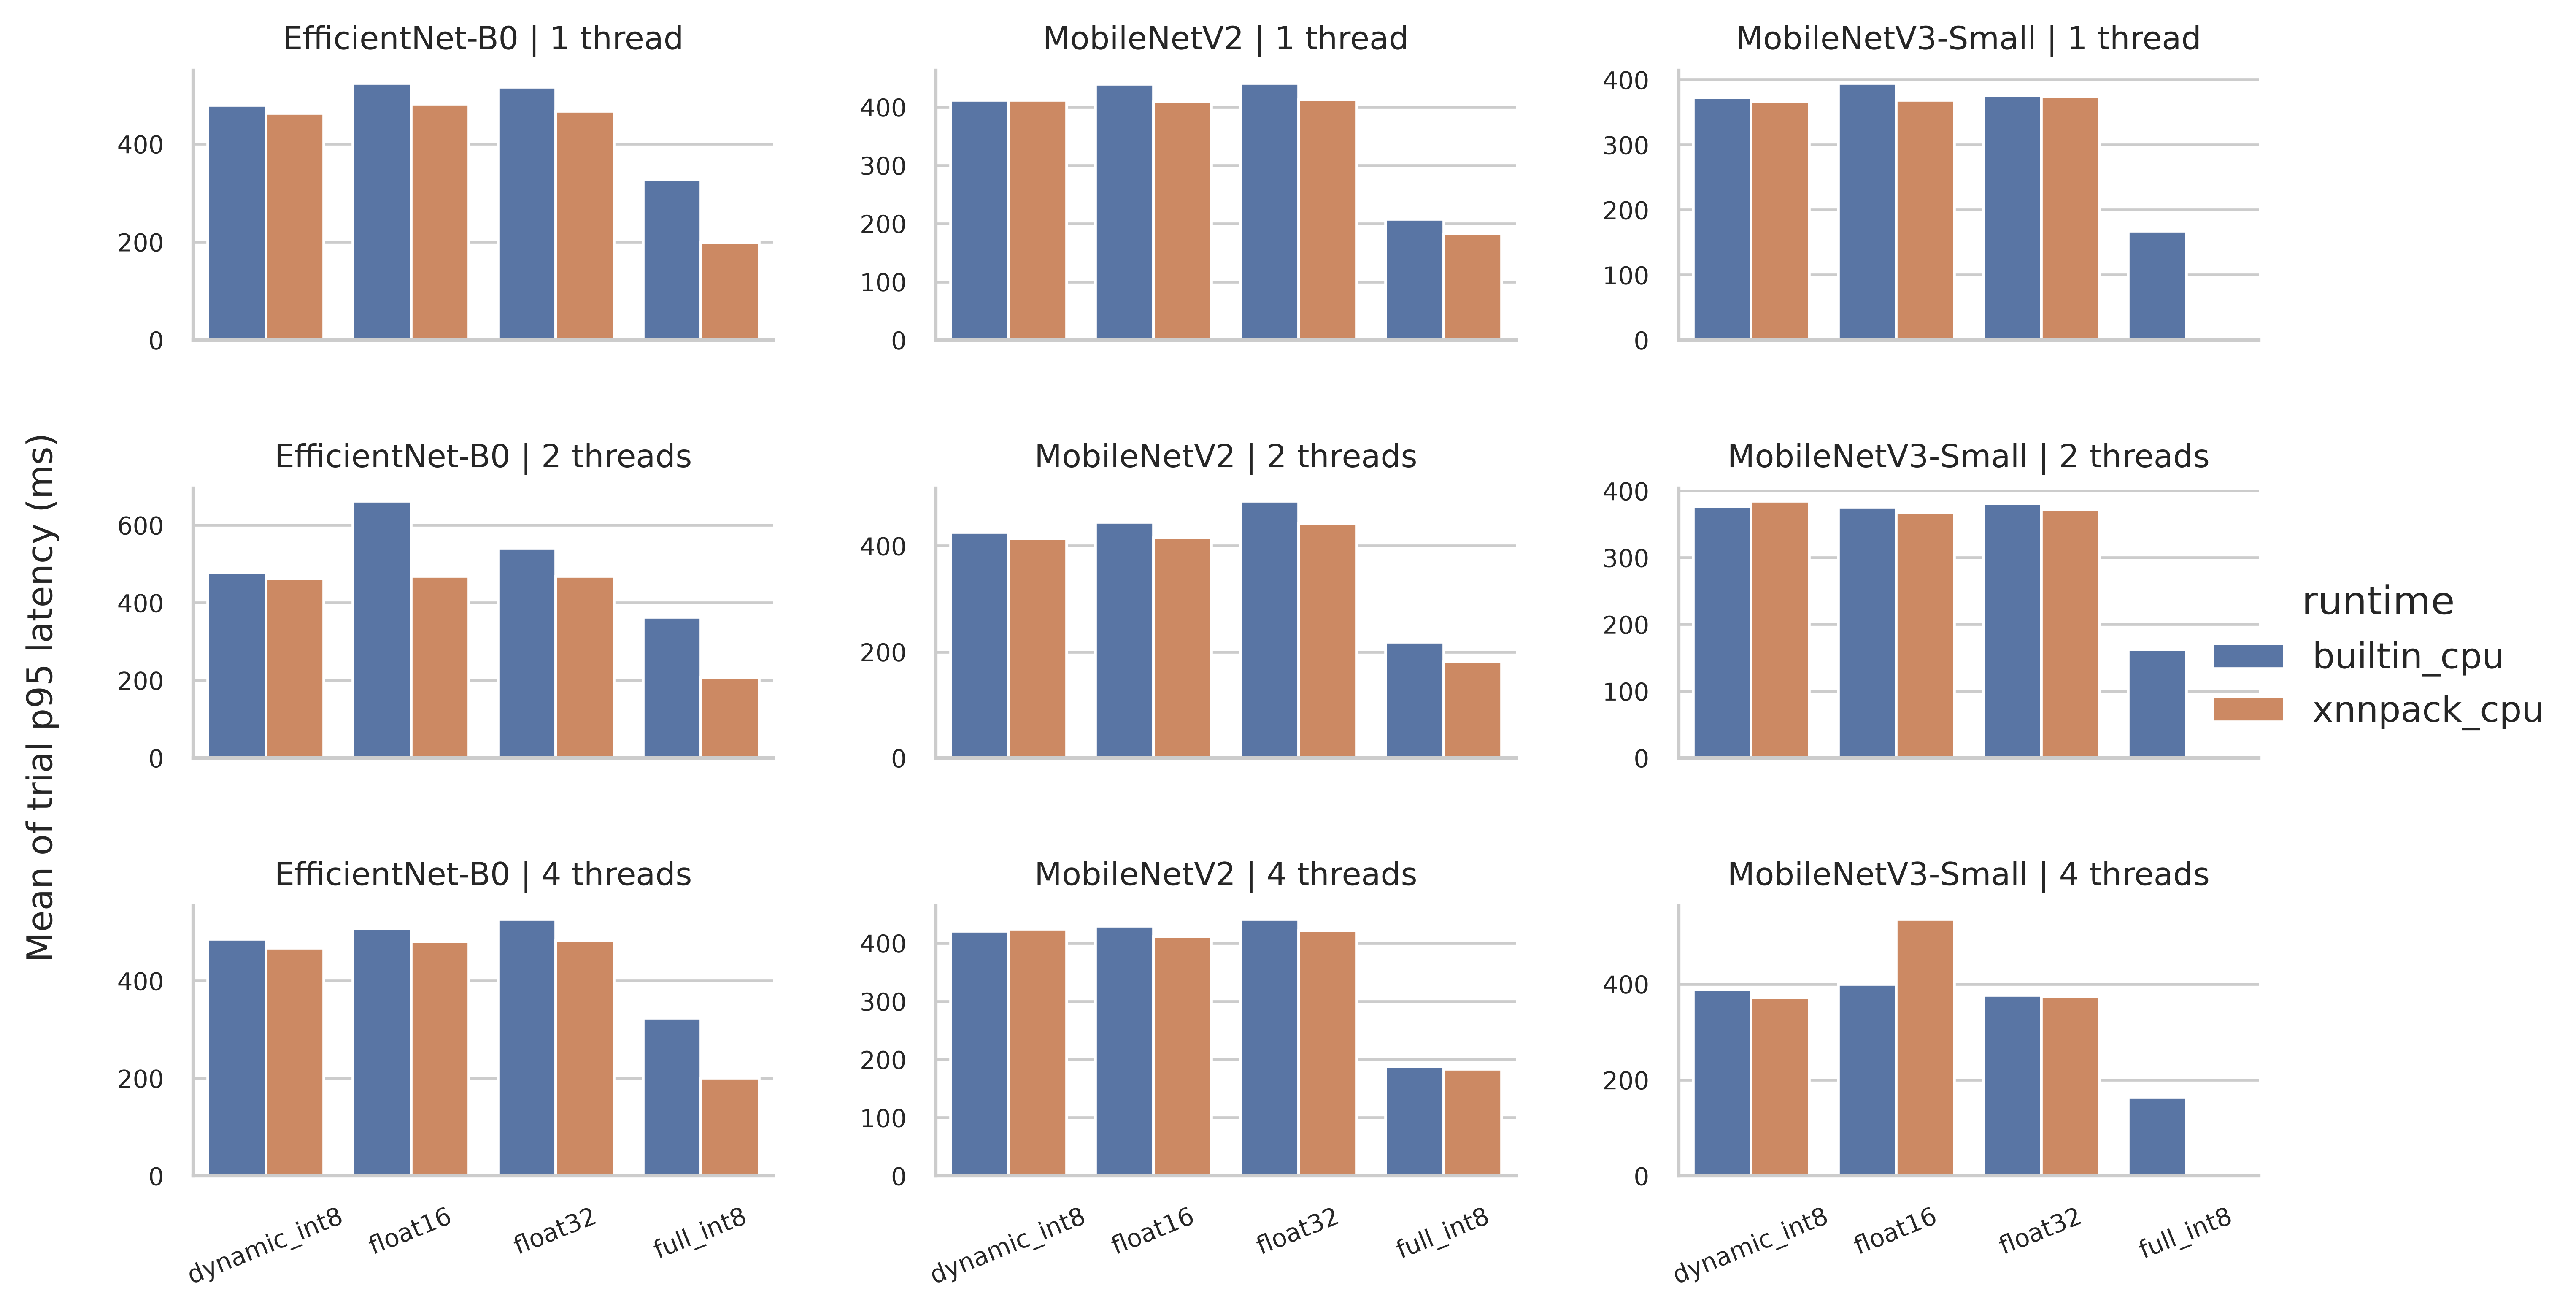 EfficientNet-B0 | 1 thread
MobileNetV2 | 1 thread
MobileNetV3-Small | 1 thread
400
200
0
400
300
200
100
0
400
300
200
100
0
Mean of trial p95 latency (ms)
EfficientNet-B0 | 2 threads
MobileNetV2 | 2 threads
MobileNetV3-Small | 2 threads
600
400
200
0
400
200
0
400
300
200
100
0
runtime
builtin_cpu
xnnpack_cpu
EfficientNet-B0 | 4 threads
MobileNetV2 | 4 threads
MobileNetV3-Small | 4 threads
400
200
0
400
300
200
100
0
400
200
0
dynamic_int8
float16
float32
full_int8
dynamic_int8
float16
float32
full_int8
dynamic_int8
float16
float32
full_int8